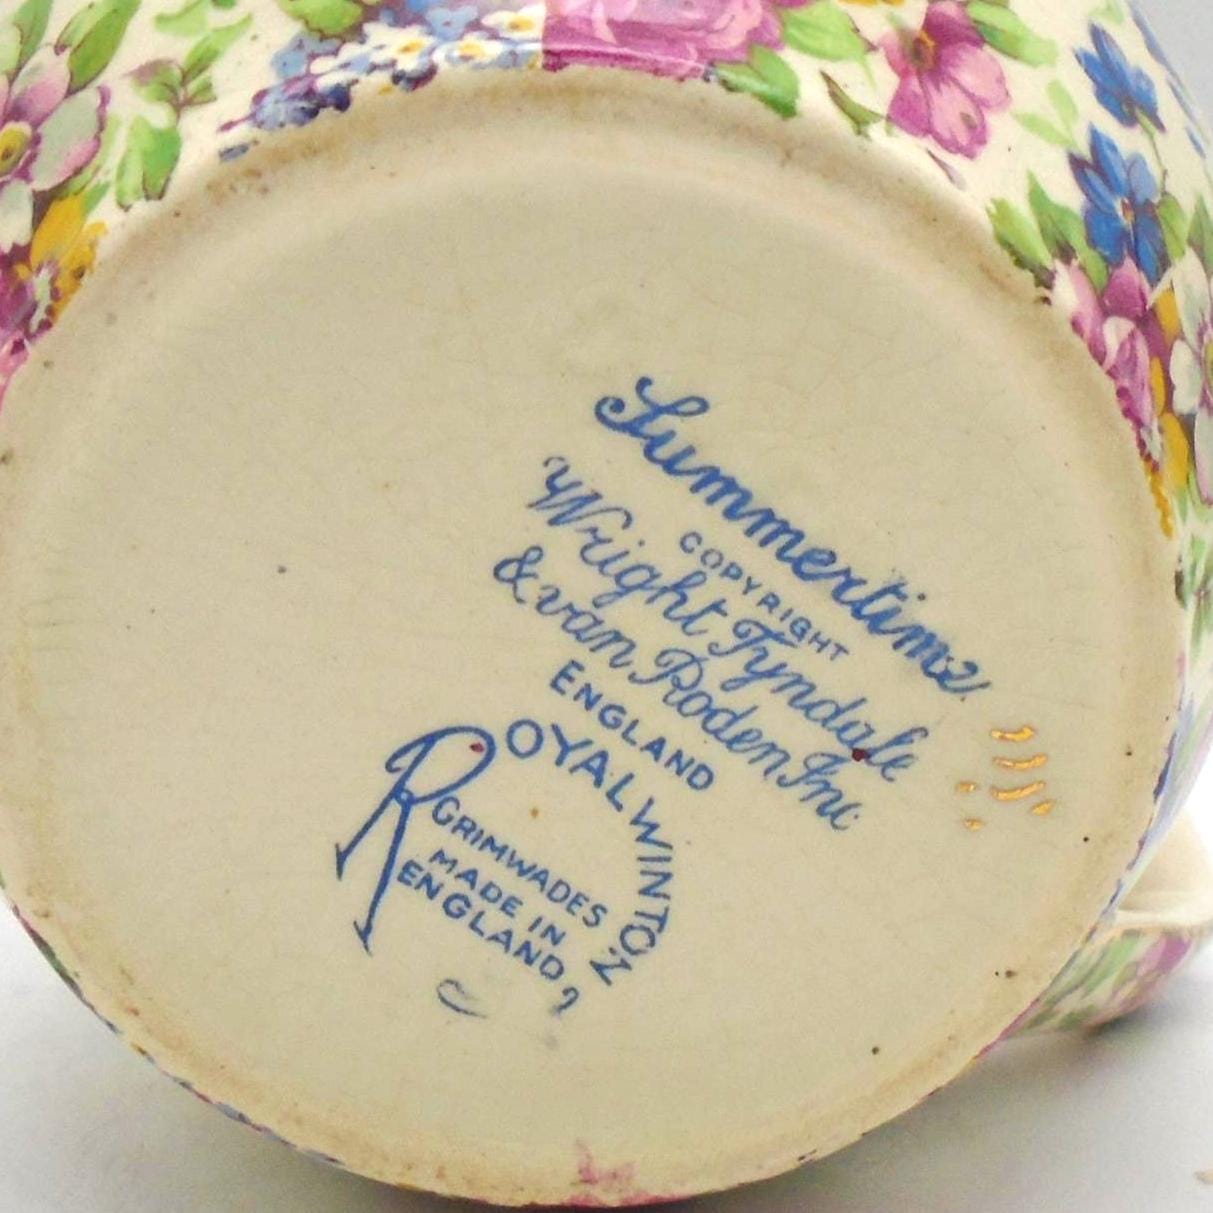 Summertime
COPYRIGHT
Wright Tyndale
& van Roden Inc
ENGLAND
ROYAL WINTON
GRIMWADES
MADE IN
ENGLAND